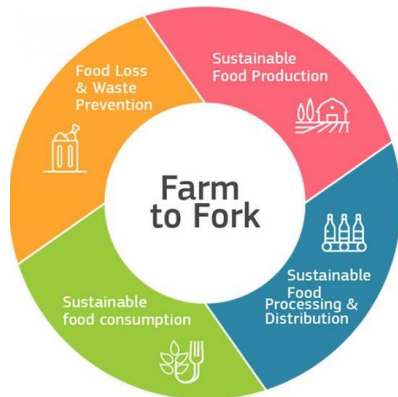 Food Loss
& Waste
Prevention
Sustainable
Food Production
Farm
to Fork
Sustainable
Food
Processing &
Distribution
Sustainable
food consumption